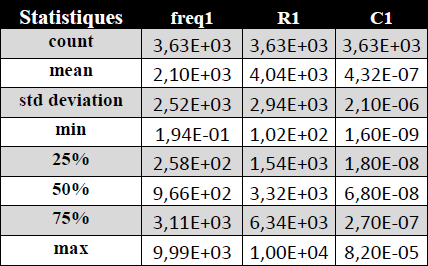 Statistiques freq1 R1 C1
count 3,63E+03 3,63E+03 3,63E+03
mean 2,10E+03 4,04E+03 4,32E-07
std deviation 2,52E+03 2,94E+03 2,10E-06
min 1,94E-01 1,02E+02 1,60E-09
25% 2,58E+02 1,54E+03 1,80E-08
50% 9,66E+02 3,32E+03 6,80E-08
75% 3,11E+03 6,34E+03 2,70E-07
max 9,99E+03 1,00E+04 8,20E-05